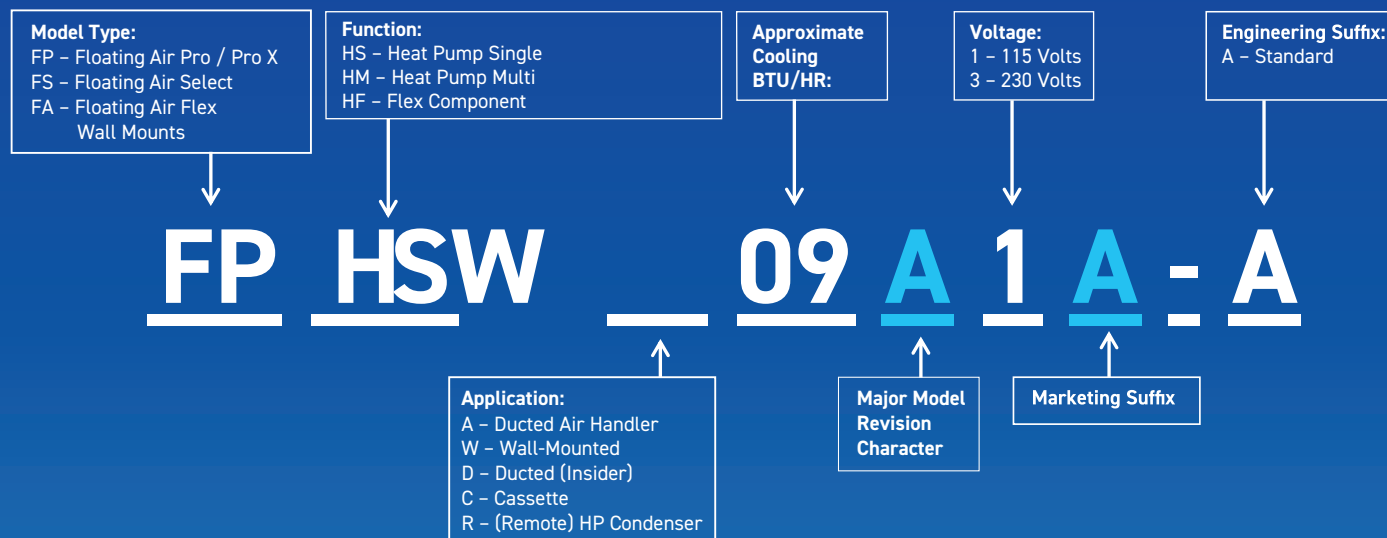 Model Type:
FP – Floating Air Pro / Pro X
FS – Floating Air Select
FA – Floating Air Flex
Wall Mounts
Function:
HS – Heat Pump Single
HM – Heat Pump Multi
HF – Flex Component
Approximate
Cooling
BTU/HR:
Voltage:
1 – 115 Volts
3 – 230 Volts
Engineering Suffix:
A – Standard
FP HSW 09 A 1 A - A
Application:
A – Ducted Air Handler
W – Wall-Mounted
D – Ducted (Insider)
C – Cassette
R – (Remote) HP Condenser
Major Model
Revision
Character
Marketing Suffix